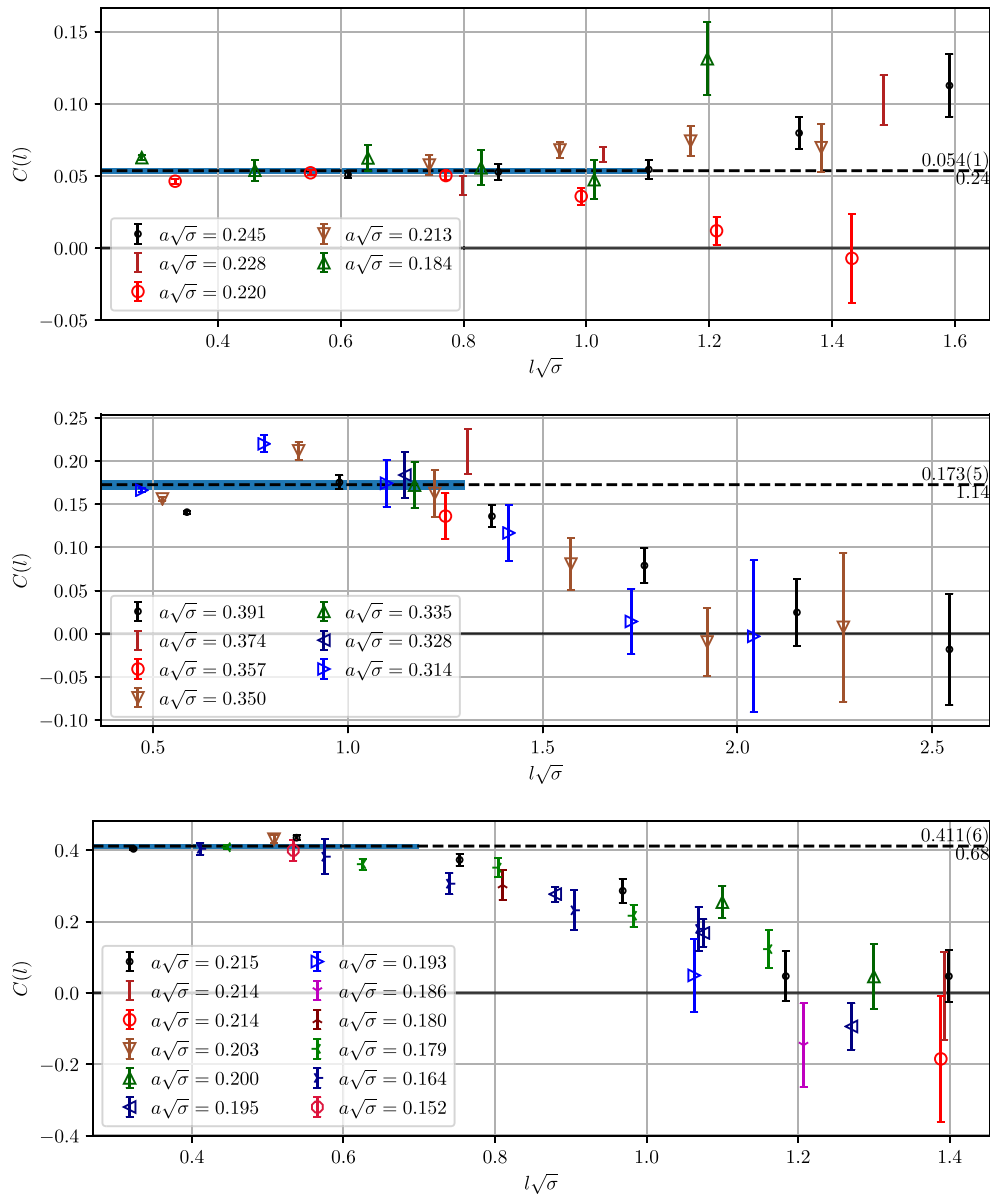 0.15
0.10
0.05
0.00
−0.05
C(l)
0.054(1)
0.24
a√σ = 0.245
a√σ = 0.228
a√σ = 0.220
a√σ = 0.213
a√σ = 0.184
0.4 0.6 0.8 1.0 1.2 1.4 1.6
l√σ
0.25
0.20
0.15
0.10
0.05
0.00
−0.05
−0.10
C(l)
0.173(5)
1.14
a√σ = 0.391
a√σ = 0.374
a√σ = 0.357
a√σ = 0.350
a√σ = 0.335
a√σ = 0.328
a√σ = 0.314
0.5 1.0 1.5 2.0 2.5
l√σ
0.4
0.2
0.0
−0.2
−0.4
C(l)
0.411(6)
0.68
a√σ = 0.215
a√σ = 0.214
a√σ = 0.214
a√σ = 0.203
a√σ = 0.200
a√σ = 0.195
a√σ = 0.193
a√σ = 0.186
a√σ = 0.180
a√σ = 0.179
a√σ = 0.164
a√σ = 0.152
0.4 0.6 0.8 1.0 1.2 1.4
l√σ